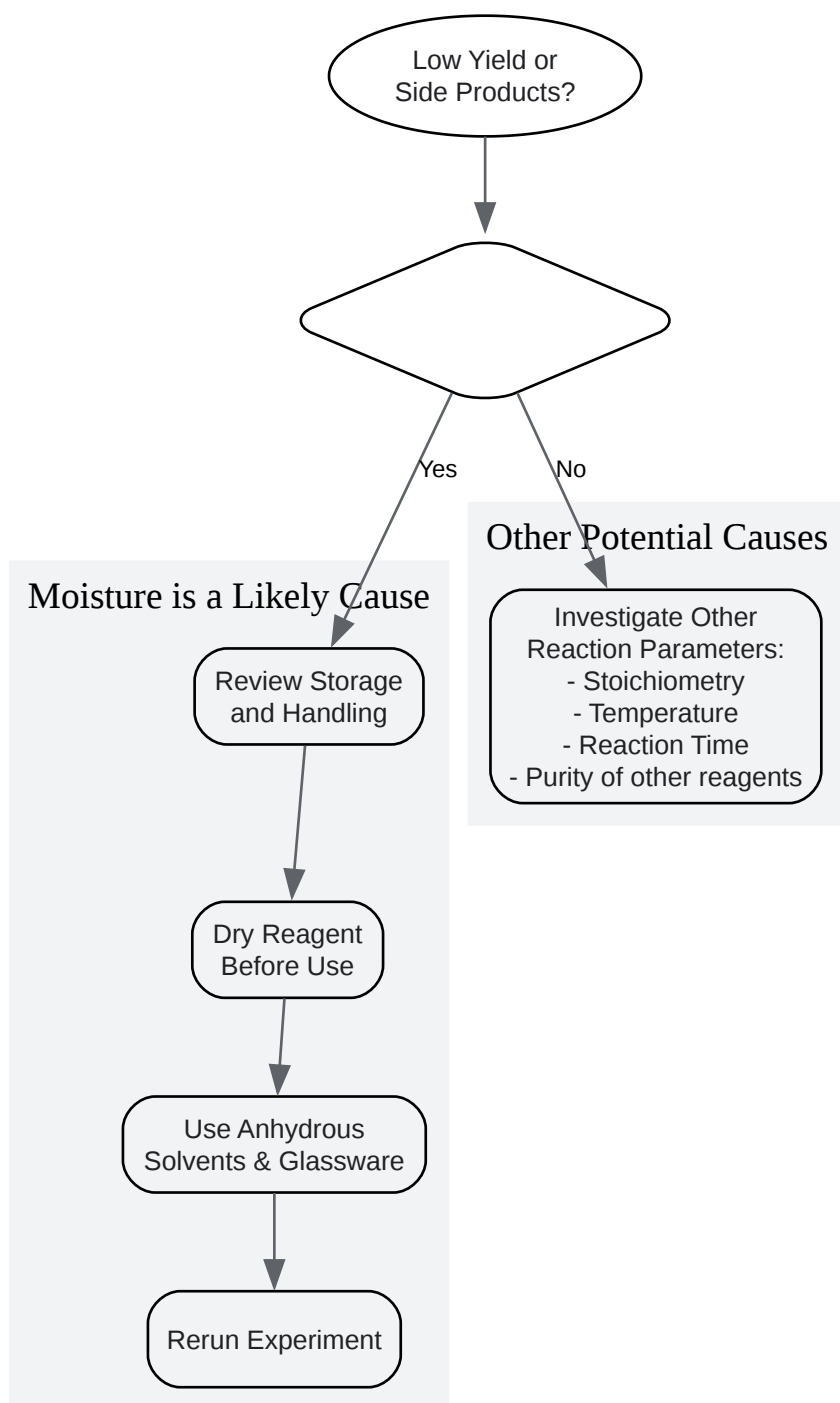 Low Yield or
Side Products?
Yes
No
Other Potential Causes
Investigate Other
Reaction Parameters:
- Stoichiometry
- Temperature
- Reaction Time
- Purity of other reagents
Moisture is a Likely Cause
Review Storage
and Handling
Dry Reagent
Before Use
Use Anhydrous
Solvents & Glassware
Rerun Experiment